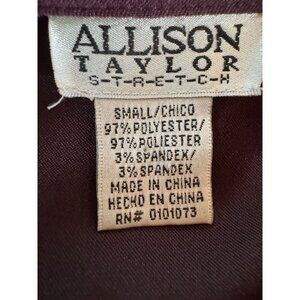 ALLISON
TAYLOR
S-T-R-E-T-C-H
SMALL/CHICO
97% POLYESTER/
97% POLIESTER
3% SPANDEX/
3% SPANDEX
MADE IN CHINA
HECHO EN CHINA
RN# 0101073